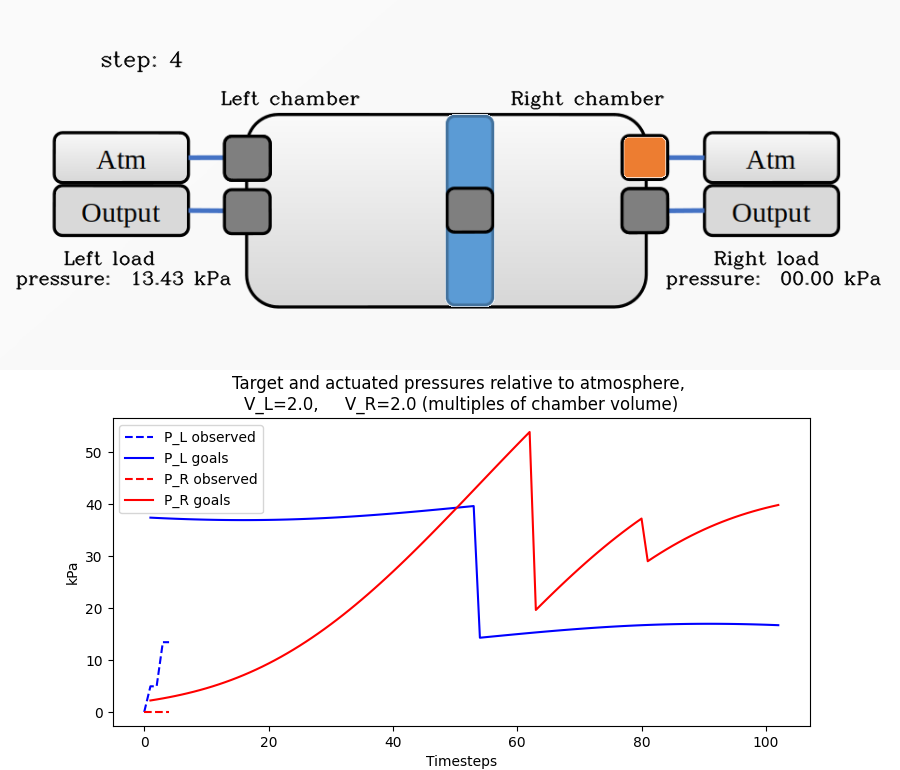 step: 4
Left chamber
Right chamber
Atm
Atm
Output
Output
Left load
pressure: 13.43 kPa
Right load
pressure: 00.00 kPa
Target and actuated pressures relative to atmosphere,
V_L=2.0, V_R=2.0 (multiples of chamber volume)
P_L observed
P_L goals
P_R observed
P_R goals
kPa
50
40
30
20
10
0
0 20 40 60 80 100
Timesteps